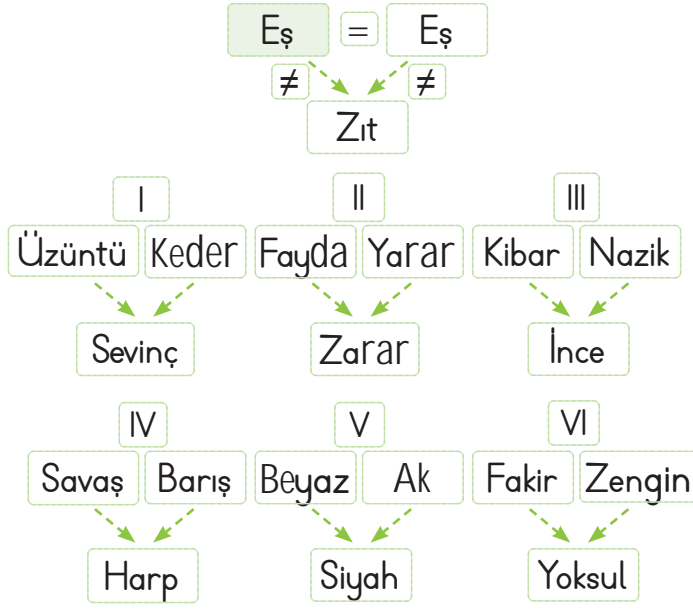 Eş = Eş
≠ ≠
Zıt
I II III
Üzüntü Keder Fayda Yarar Kibar Nazik
Sevinç Zarar İnce
IV V VI
Savaş Barış Beyaz Ak Fakir Zengin
Harp Siyah Yoksul